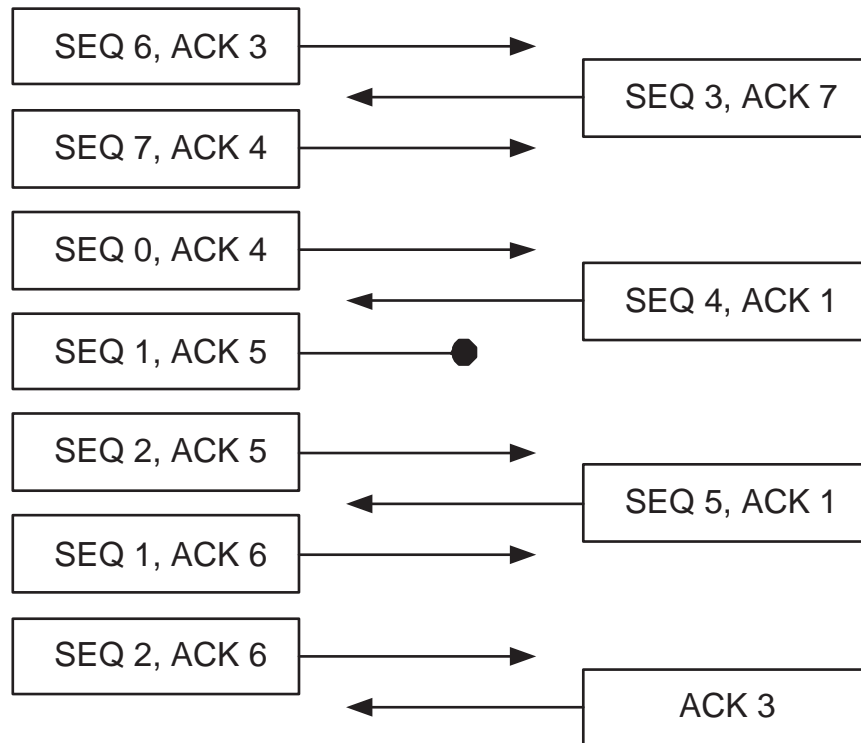 SEQ 6, ACK 3
SEQ 3, ACK 7
SEQ 7, ACK 4
SEQ 0, ACK 4
SEQ 4, ACK 1
SEQ 1, ACK 5
SEQ 2, ACK 5
SEQ 5, ACK 1
SEQ 1, ACK 6
SEQ 2, ACK 6
ACK 3